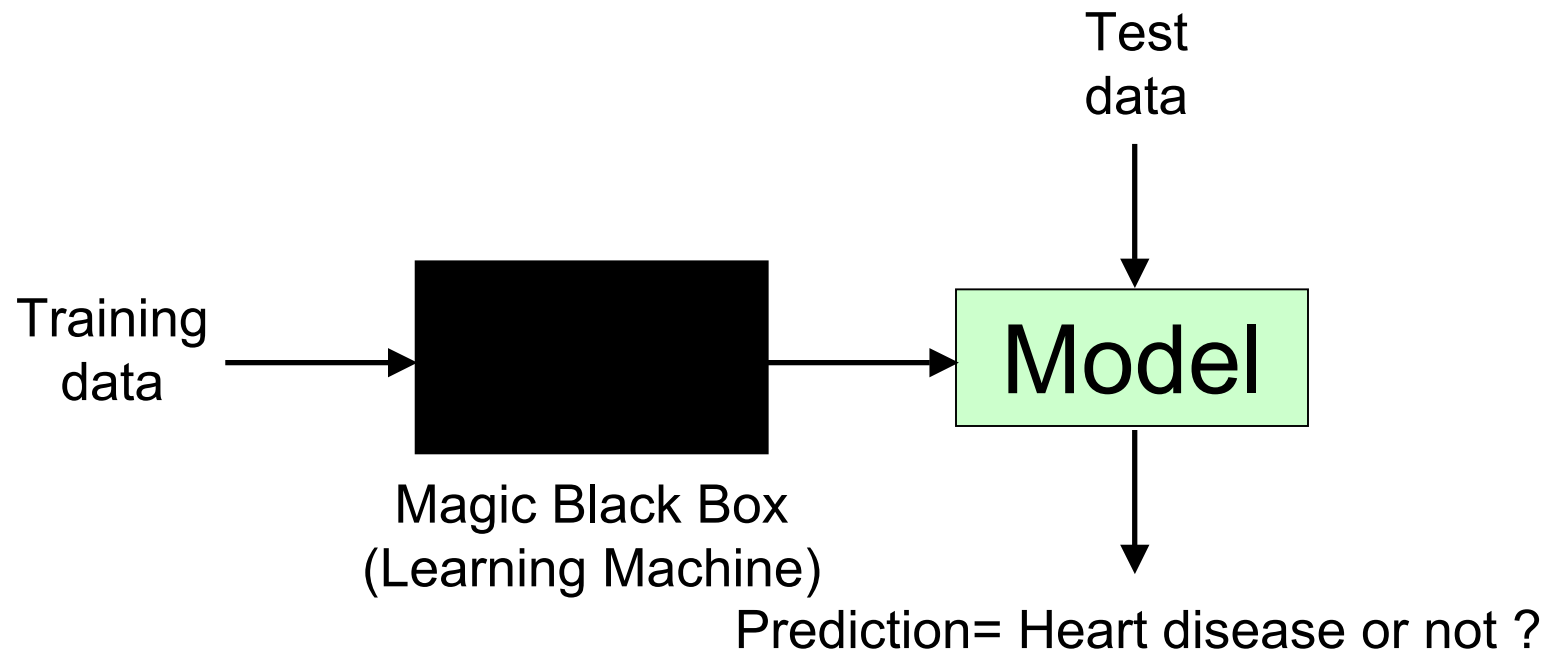 Test
data
Training
data
Model
Magic Black Box
(Learning Machine)
Prediction= Heart disease or not ?